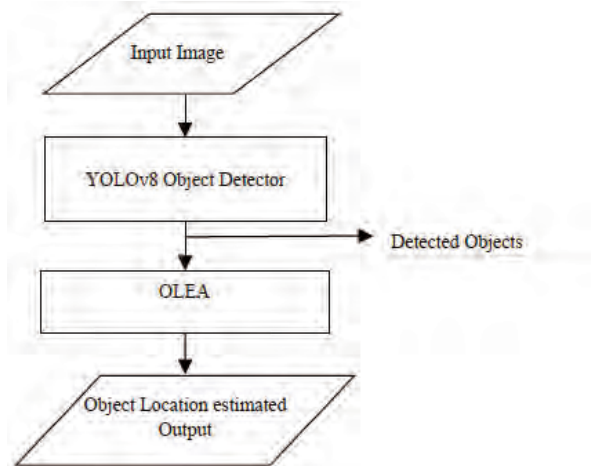 Input Image
YOLOv8 Object Detector
Detected Objects
OLEA
Object Location estimated
Output